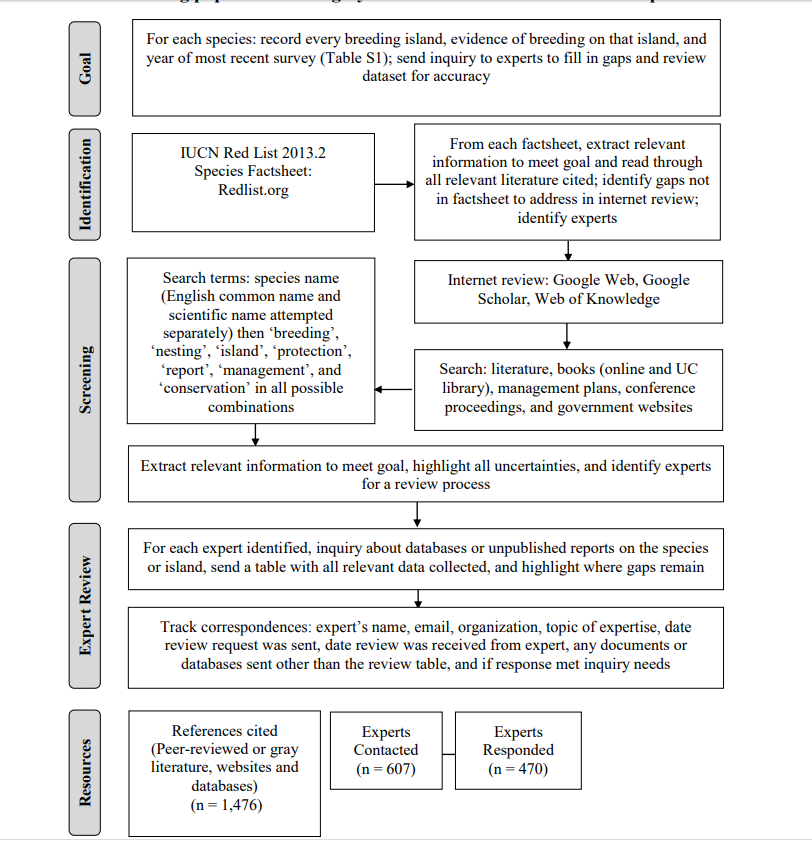 Goal
For each species: record every breeding island, evidence of breeding on that island, and
year of most recent survey (Table S1); send inquiry to experts to fill in gaps and review
dataset for accuracy
Identification
IUCN Red List 2013.2
Species Factsheet:
Redlist.org
From each factsheet, extract relevant
information to meet goal and read through
all relevant literature cited; identify gaps not
in factsheet to address in internet review;
identify experts
Screening
Internet review: Google Web, Google
Scholar, Web of Knowledge
Search: literature, books (online and UC
library), management plans, conference
proceedings, and government websites
Search terms: species name
(English common name and
scientific name attempted
separately) then ‘breeding’,
‘nesting’, ‘island’, ‘protection’,
‘report’, ‘management’, and
‘conservation’ in all possible
combinations
Extract relevant information to meet goal, highlight all uncertainties, and identify experts
for a review process
Expert Review
For each expert identified, inquiry about databases or unpublished reports on the species
or island, send a table with all relevant data collected, and highlight where gaps remain
Track correspondences: expert’s name, email, organization, topic of expertise, date
review request was sent, date review was received from expert, any documents or
databases sent other than the review table, and if response met inquiry needs
Resources
References cited
(Peer-reviewed or gray
literature, websites and
databases)
(n = 1,476)
Experts
Contacted
(n = 607)
Experts
Responded
(n = 470)